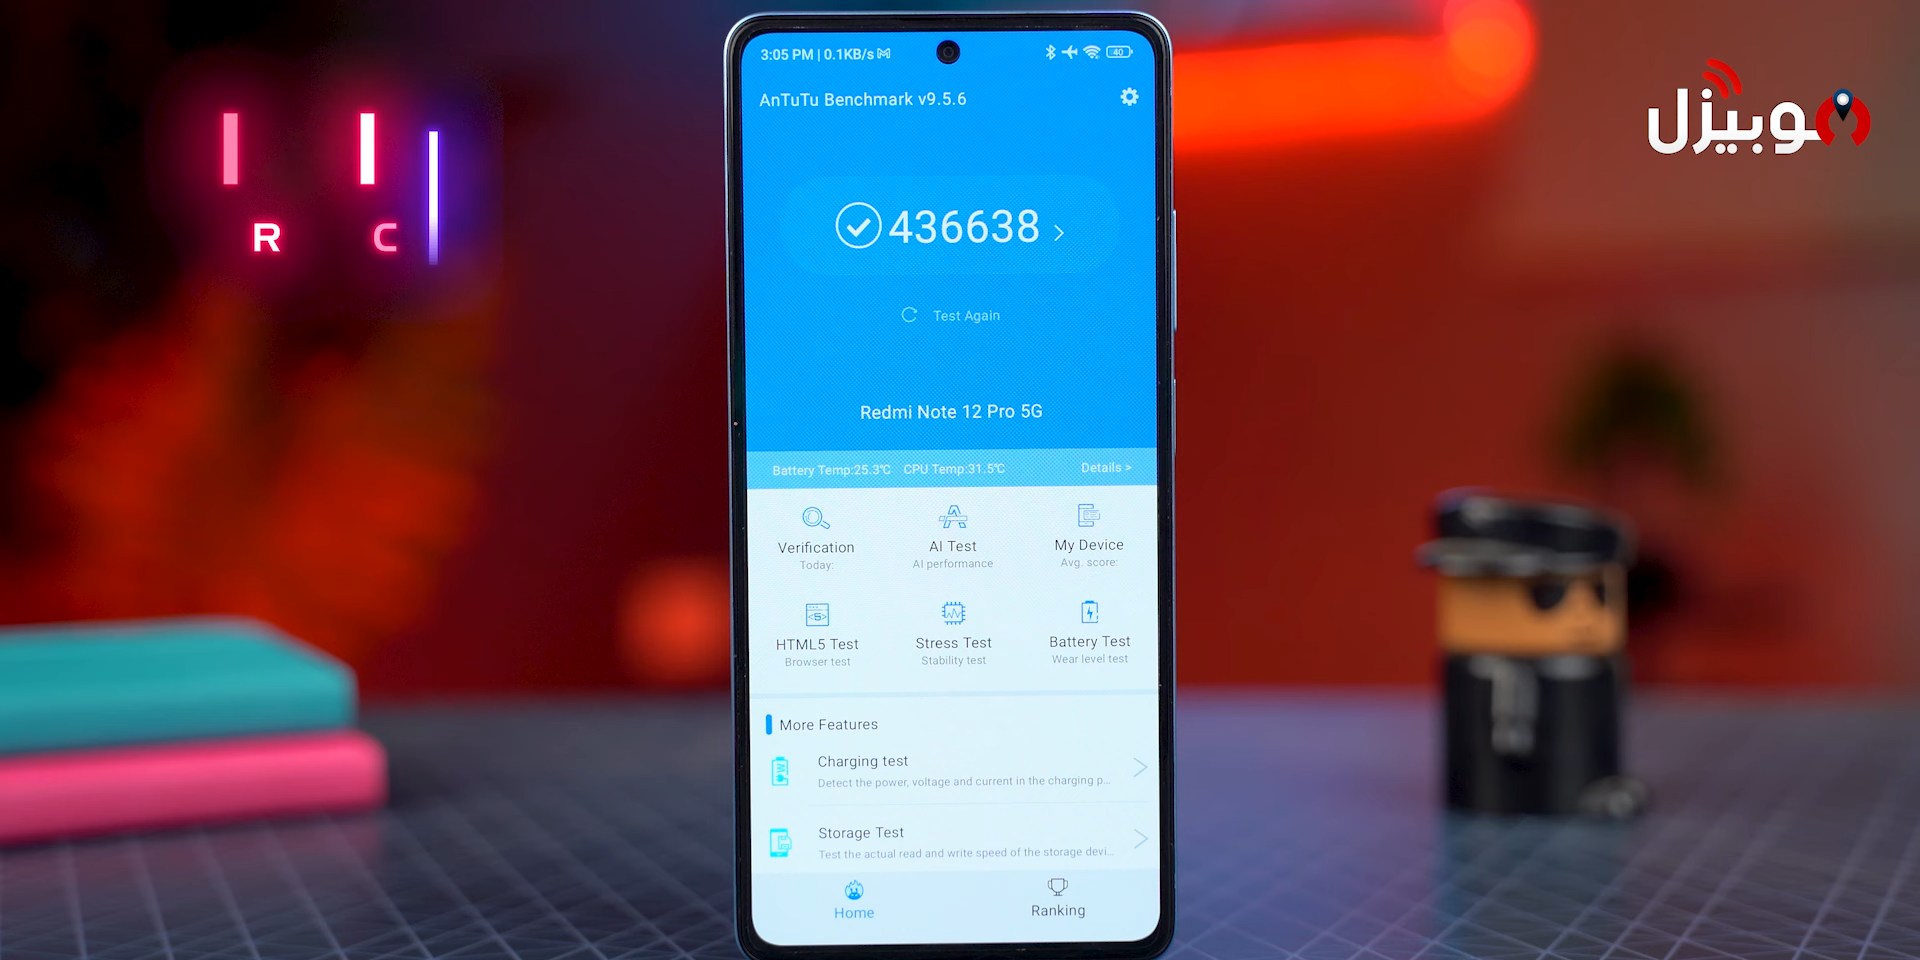 موبيزل
R C
3:05 PM | 0.1KB/s
40
AnTuTu Benchmark v9.5.6
436638
Test Again
Redmi Note 12 Pro 5G
Battery Temp:25.3℃ CPU Temp:31.5℃ Details >
Verification
Today:
AI Test
AI performance
My Device
Avg. score:
HTML5 Test
Browser test
Stress Test
Stability test
Battery Test
Wear level test
More Features
Charging test
Detect the power, voltage and current in the charging p...
Storage Test
Test the actual read and write speed of the storage devi...
Home
Ranking